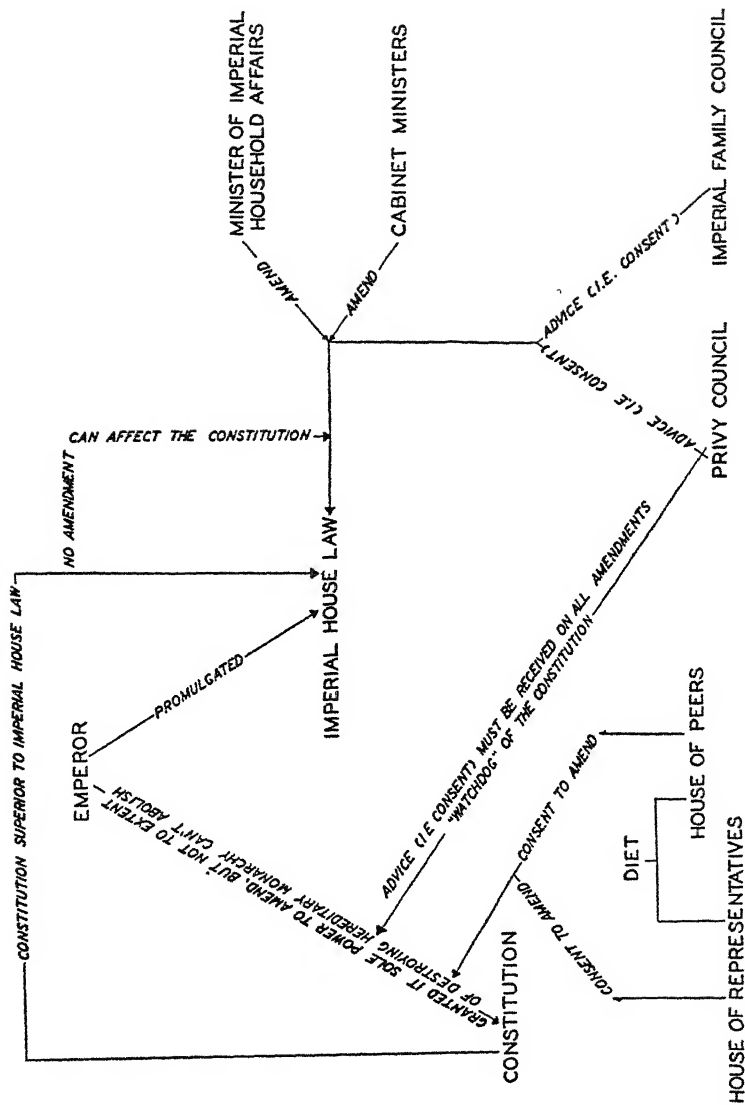 CONSTITUTION SUPERIOR TO IMPERIAL HOUSE LAW
NO AMENDMENT
CAN AFFECT THE CONSTITUTION
EMPEROR
PROMULGATED
GRANTED IT SOLE POWER TO AMEND, BUT NOT TO EXTENT
OF DESTROYING HEREDITARY MONARCHY CAN'T ABOLISH
IMPERIAL HOUSE LAW
MINISTER OF IMPERIAL
HOUSEHOLD AFFAIRS
AMEND
AMEND
CABINET MINISTERS
CONSTITUTION
ADVICE (I.E CONSENT) MUST BE RECEIVED ON ALL AMENDMENTS
"WATCHDOG" OF THE CONSTITUTION
ADVICE (I.E CONSENT)
ADVICE (I.E. CONSENT)
CONSENT TO AMEND
CONSENT TO AMEND
DIET
HOUSE OF REPRESENTATIVES
HOUSE OF PEERS
PRIVY COUNCIL
IMPERIAL FAMILY COUNCIL